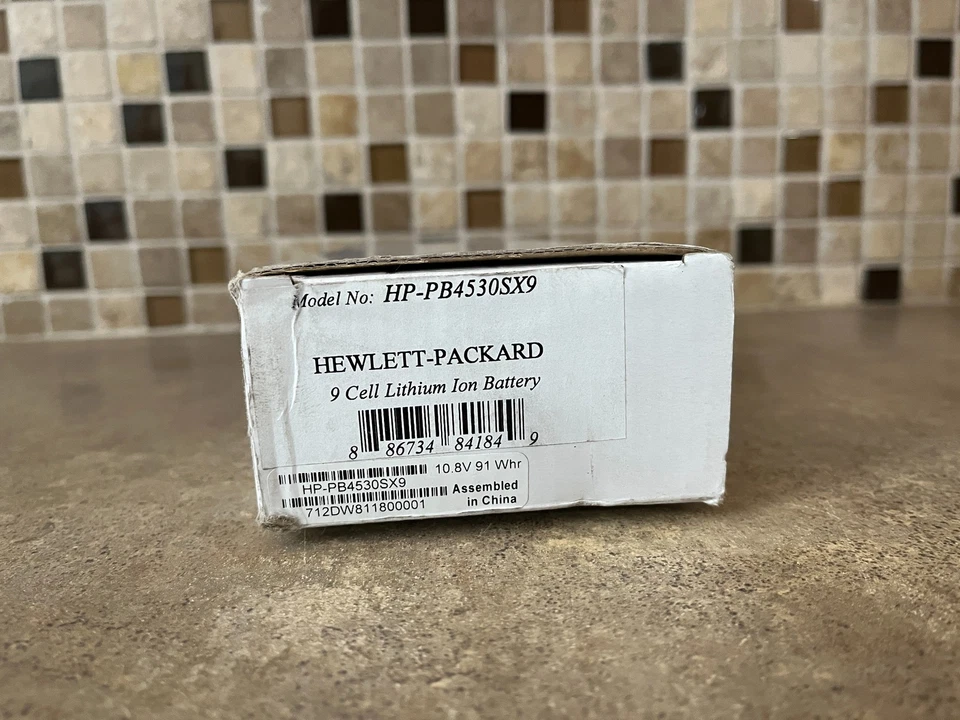 Model No: HP-PB4530SX9
HEWLETT-PACKARD
9 Cell Lithium Ion Battery
8 86734 84184 9
10.8V 91 Whr
HP-PB4530SX9
Assembled
in China
712DW811800001